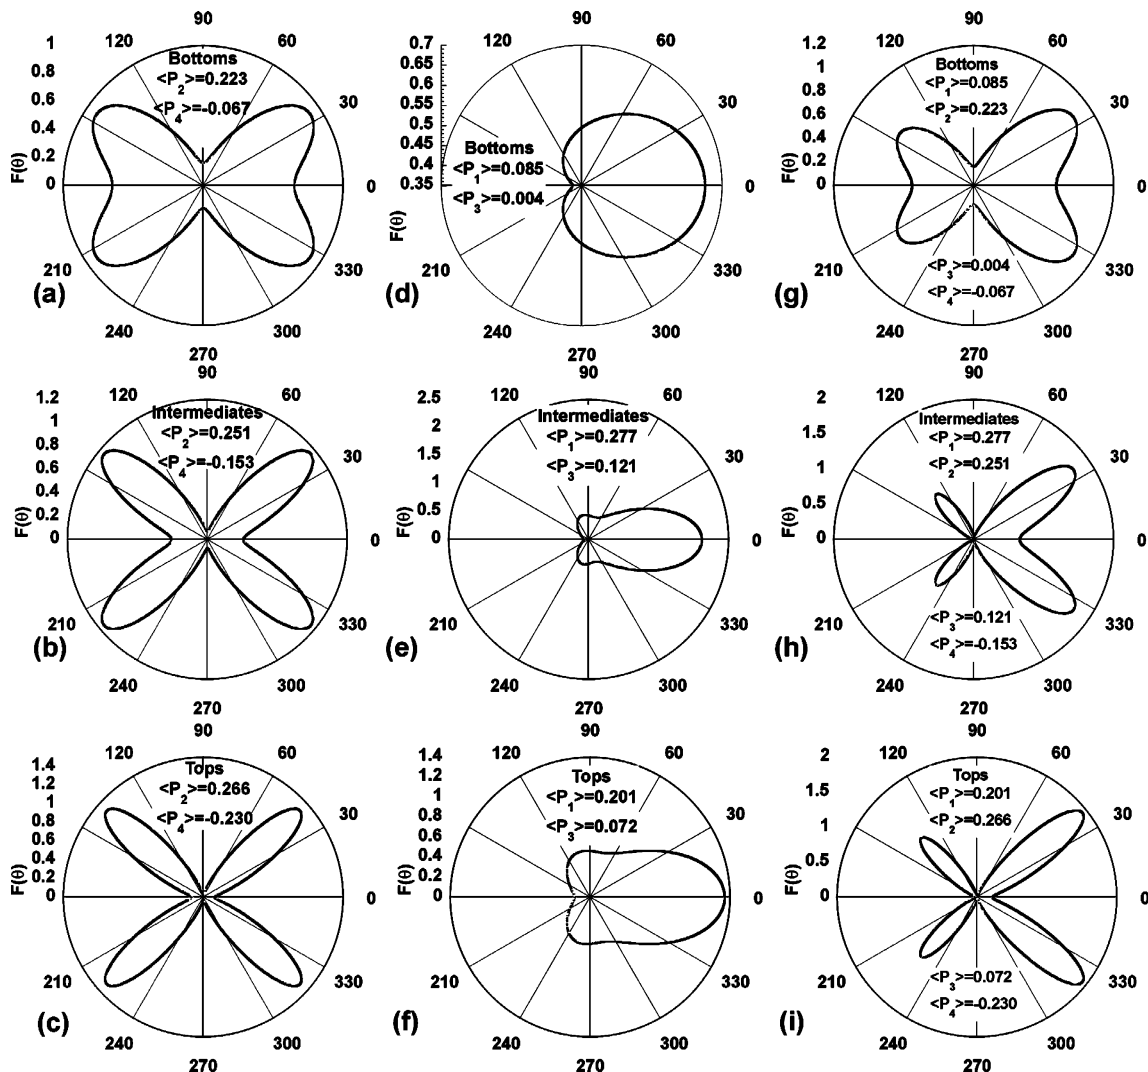 90
120
60
1
0.8
0.6
0.4
0.2
0
F(θ)
Bottoms
<P2>=0.223
<P4>=-0.067
30
0
210
330
(a)
240
300
270
90
120
60
0.7
0.65
0.6
0.55
0.5
0.45
0.4
0.35
F(θ)
Bottoms
<P1>=0.085
<P3>=0.004
30
0
210
330
(d)
240
300
270
90
120
60
1.2
1
0.8
0.6
0.4
0.2
0
F(θ)
Bottoms
<P1>=0.085
<P2>=0.223
30
0
<P3>=0.004
<P4>=-0.067
210
330
(g)
240
300
270
90
120
60
1.2
1
0.8
0.6
0.4
0.2
0
F(θ)
Intermediates
<P2>=0.251
<P4>=-0.153
30
0
210
330
(b)
240
300
270
90
120
60
2.5
2
1.5
1
0.5
0
F(θ)
Intermediates
<P1>=0.277
<P3>=0.121
30
0
210
330
(e)
240
300
270
90
120
60
2
1.5
1
0.5
0
F(θ)
Intermediates
<P1>=0.277
<P2>=0.251
30
0
<P3>=0.121
<P4>=-0.153
210
330
(h)
240
300
270
90
120
60
1.4
1.2
1
0.8
0.6
0.4
0.2
0
F(θ)
Tops
<P2>=0.266
<P4>=-0.230
30
0
210
330
(c)
240
300
270
90
120
60
1.4
1.2
1
0.8
0.6
0.4
0.2
0
F(θ)
Tops
<P1>=0.201
<P3>=0.072
30
0
210
330
(f)
240
300
270
90
120
60
2
1.5
1
0.5
0
F(θ)
Tops
<P1>=0.201
<P2>=0.266
30
0
<P3>=0.072
<P4>=-0.230
210
330
(i)
240
300
270